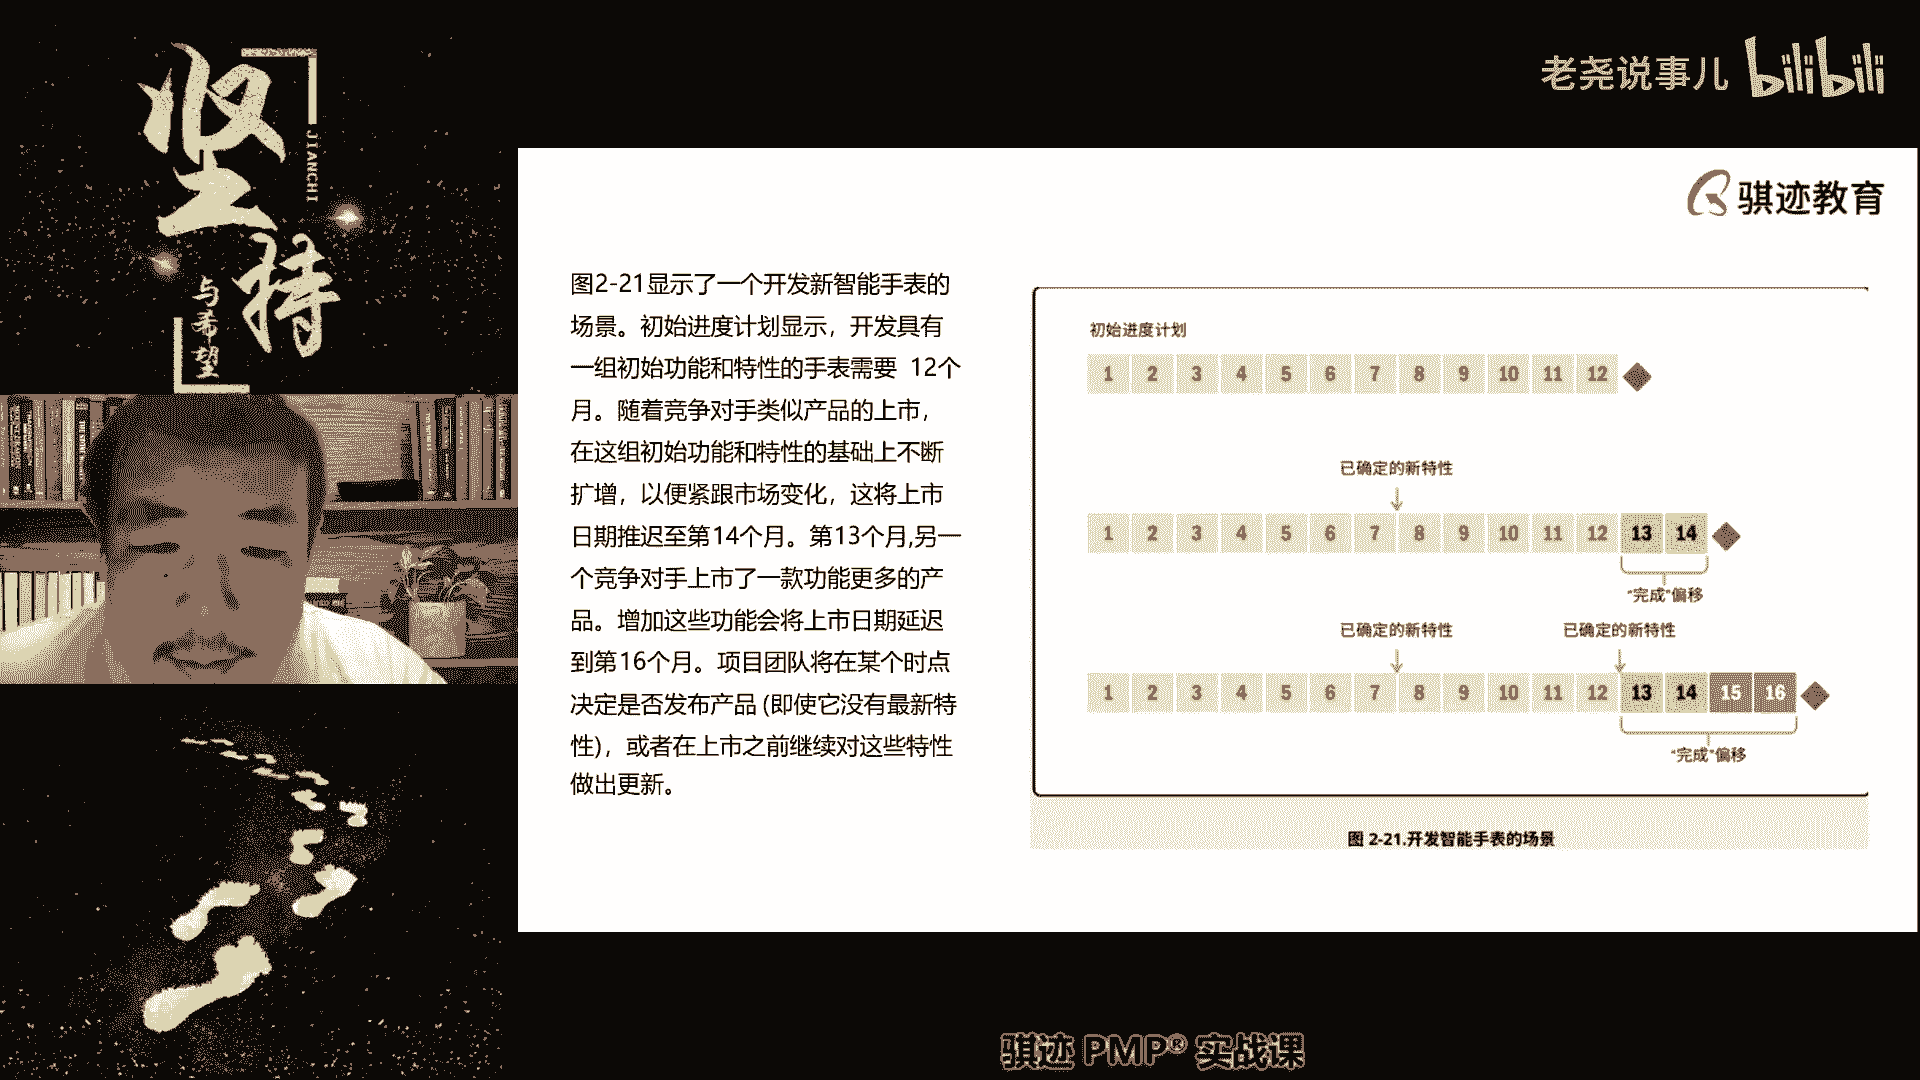 坚持
JIANCHI
与希望
老尧说事儿 bilibili
骐迹教育
图2-21显示了一个开发新智能手表的
场景。初始进度计划显示，开发具有
一组初始功能和特性的手表需要 12个
月。随着竞争对手类似产品的上市，
在这组初始功能和特性的基础上不断
扩增，以便紧跟市场变化，这将上市
日期推迟至第14个月。第13个月,另一
个竞争对手上市了一款功能更多的产
品。增加这些功能会将上市日期延迟
到第16个月。项目团队将在某个时点
决定是否发布产品 (即使它没有最新特
性)，或者在上市之前继续对这些特性
做出更新。
初始进度计划
1 2 3 4 5 6 7 8 9 10 11 12
已确定的新特性
1 2 3 4 5 6 7 8 9 10 11 12 13 14
“完成”偏移
已确定的新特性 已确定的新特性
1 2 3 4 5 6 7 8 9 10 11 12 13 14 15 16
“完成”偏移
图 2-21.开发智能手表的场景
骐迹 PMP® 实战课